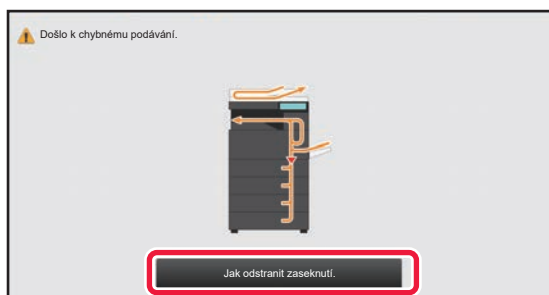 Došlo k chybnému podávání.
Jak odstranit zaseknutí.